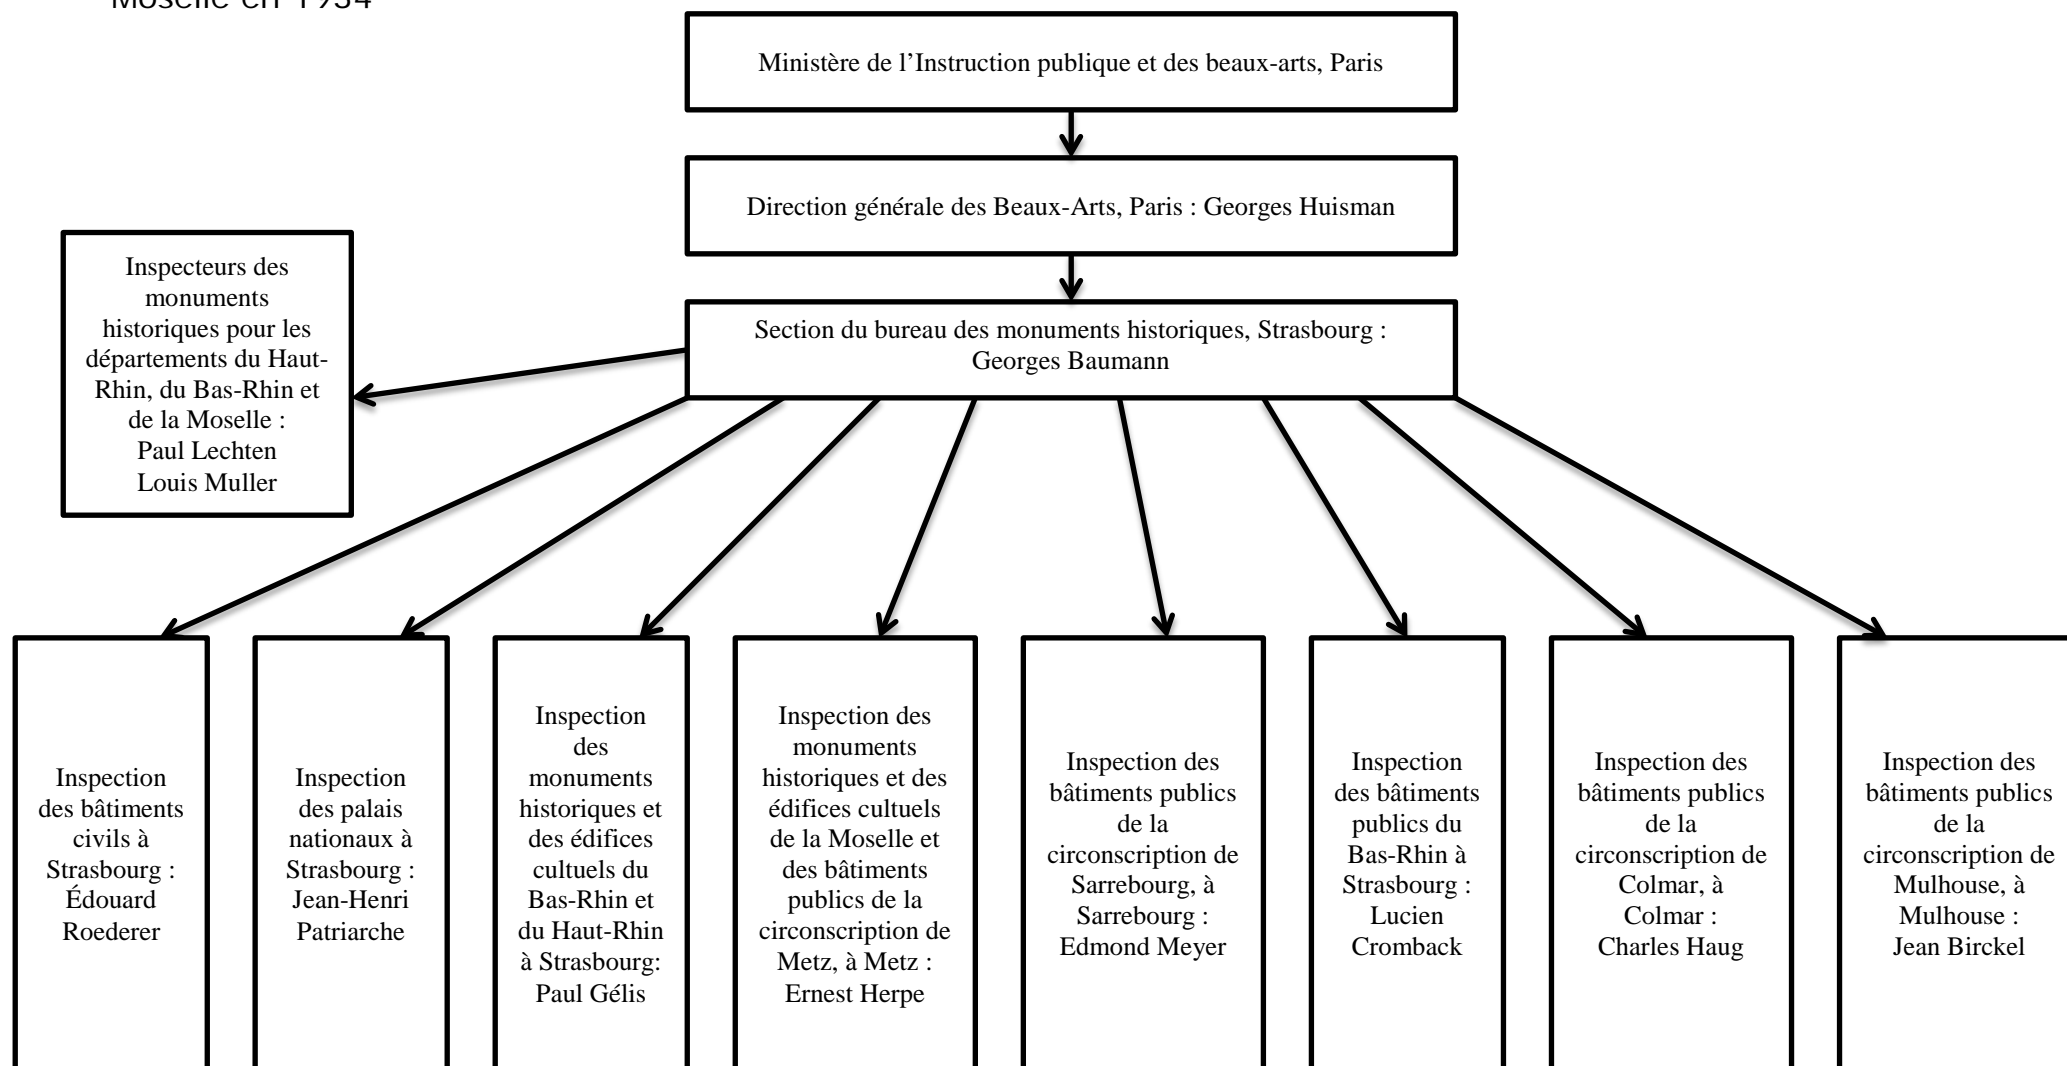 Moselle en 1934
Ministère de l’Instruction publique et des beaux-arts, Paris
Direction générale des Beaux-Arts, Paris : Georges Huisman
Inspecteurs des
monuments
historiques pour les
départements du Haut-
Rhin, du Bas-Rhin et
de la Moselle :
Paul Lechten
Louis Muller
Section du bureau des monuments historiques, Strasbourg :
Georges Baumann
Inspection
des bâtiments
civils à
Strasbourg :
Édouard
Roederer
Inspection
des palais
nationaux à
Strasbourg :
Jean-Henri
Patriarche
Inspection
des
monuments
historiques et
des édifices
cultuels du
Bas-Rhin et
du Haut-Rhin
à Strasbourg:
Paul Gélis
Inspection des
monuments
historiques et des
édifices cultuels
de la Moselle et
des bâtiments
publics de la
circonscription de
Metz, à Metz :
Ernest Herpe
Inspection des
bâtiments publics
de la
circonscription de
Sarrebourg, à
Sarrebourg :
Edmond Meyer
Inspection
des bâtiments
publics du
Bas-Rhin à
Strasbourg :
Lucien
Cromback
Inspection des
bâtiments publics
de la
circonscription de
Colmar, à
Colmar :
Charles Haug
Inspection des
bâtiments publics
de la
circonscription de
Mulhouse, à
Mulhouse :
Jean Birckel